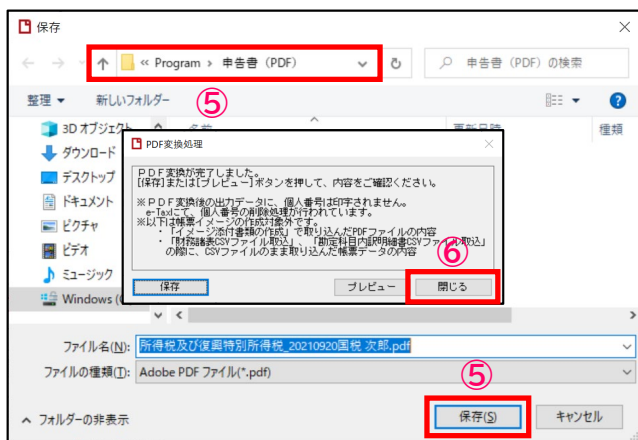 保存
« Program › 申告書（PDF）
申告書（PDF）の検索
整理
新しいフォルダー
⑤
3D オブジェクト
名前
更新日時
種類
ダウンロード
デスクトップ
ドキュメント
ピクチャ
ビデオ
ミュージック
Windows (C
PDF変換処理
ＰＤＦ変換が完了しました。
[保存]または[プレビュー]ボタンを押して、内容をご確認ください。
※ＰＤＦ変換後の出力データに、個人番号は印字されません。
e-Taxにて、個人番号の削除処理が行われています。
※以下は帳票イメージの作成対象外です。
・「イメージ添付書類の作成」で取り込んだPDFファイルの内容
・「財務諸表CSVファイル取込」、「勘定科目内訳明細書CSVファイル取込」
の際に、CSVファイルのまま取り込んだ帳票データの内容
⑥
保存
プレビュー
閉じる
ファイル名(N):
所得税及び復興特別所得税_20210920国税 次郎.pdf
ファイルの種類(T):
Adobe PDF ファイル(*.pdf)
⑤
フォルダーの非表示
保存(S)
キャンセル